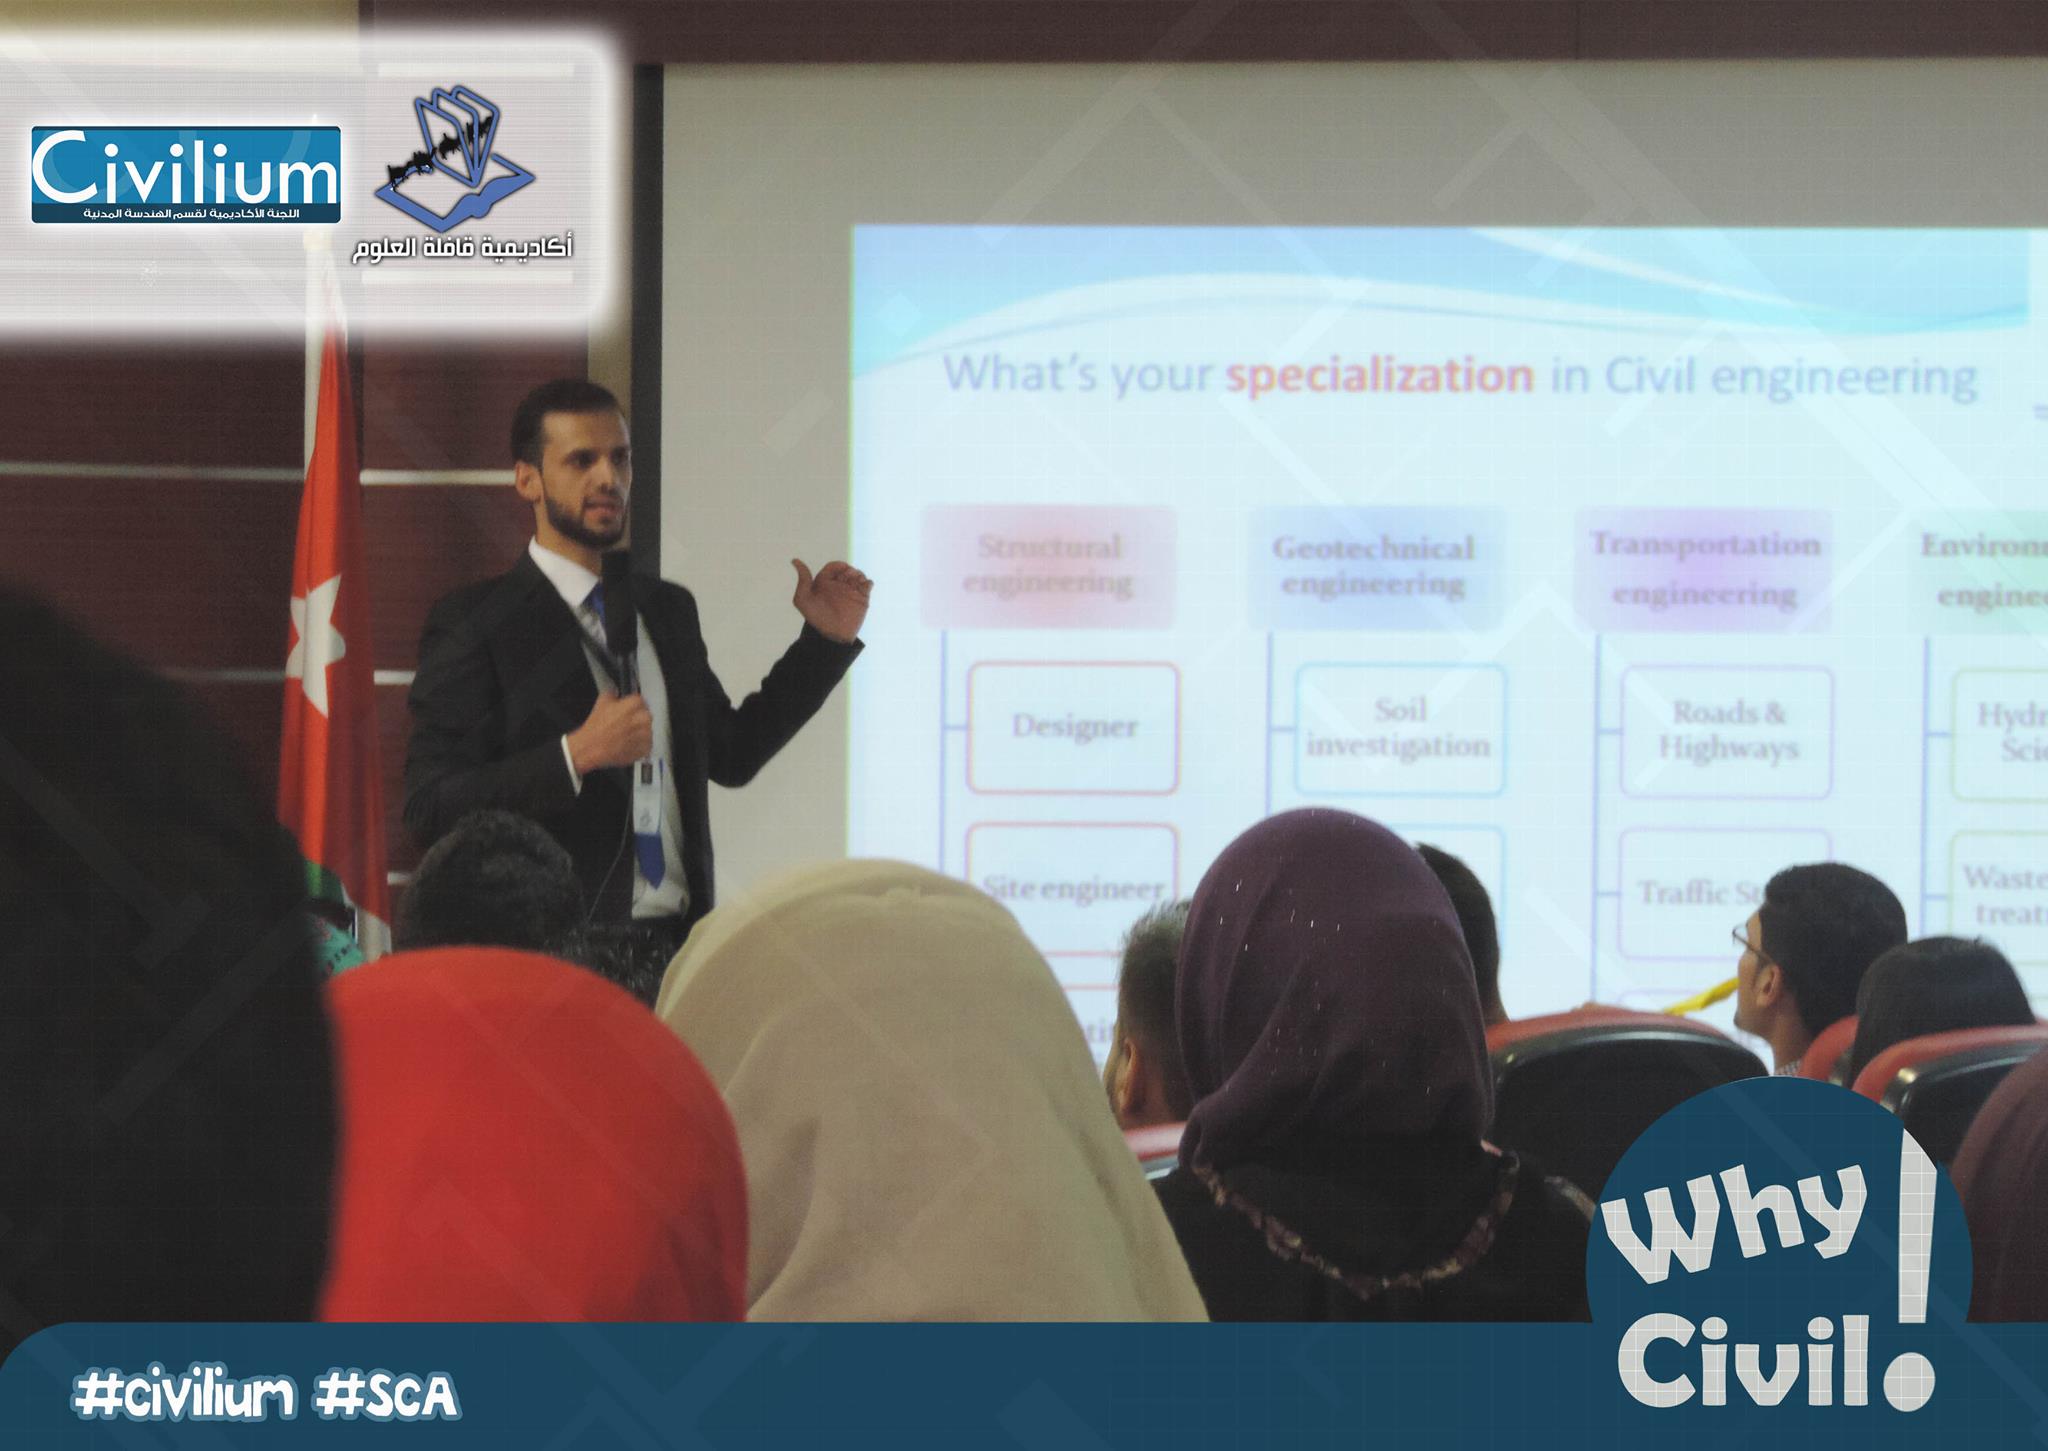 Civilium
اللجنة الأكاديمية لقسم الهندسة المدنية
أكاديمية قافلة العلوم
What's your specialization in Civil engineering
Structural
engineering
Geotechnical
engineering
Transportation
engineering
Designer
Soil
investigation
Roads &
Highways
Site engineer
Traffic
Why
Civil!
#civilium #ScA